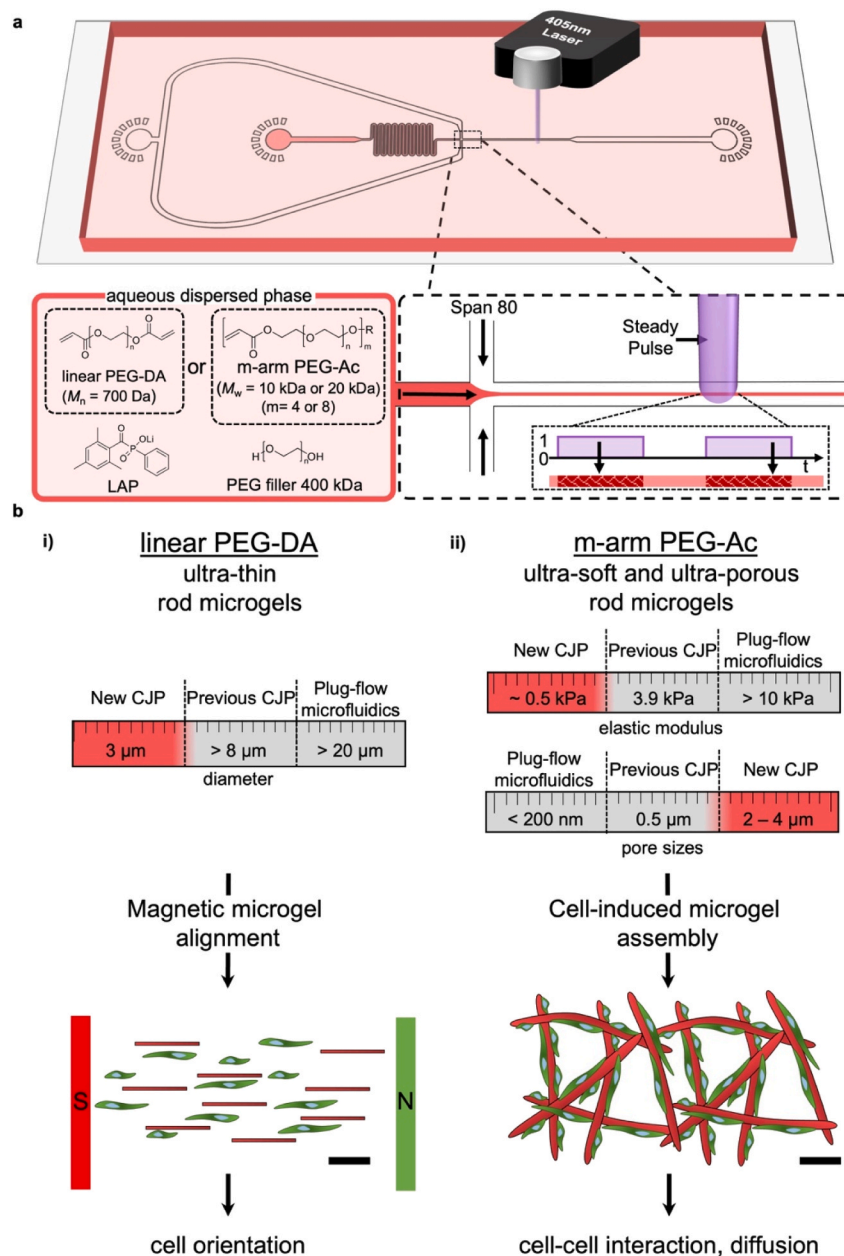 a
405nm
Laser
aqueous dispersed phase
O
O
n
O
O
linear PEG-DA
(Mn = 700 Da)
or
O
O
O
n
O
R
m
m-arm PEG-Ac
(Mw = 10 kDa or 20 kDa)
(m= 4 or 8)
O
OLi
P
O
LAP
H
O
n
OH
PEG filler 400 kDa
Span 80
Steady
Pulse
1
0
t
b
i)
linear PEG-DA
ultra-thin
rod microgels
New CJP
Previous CJP
Plug-flow
microfluidics
3 µm
> 8 µm
> 20 µm
diameter
Magnetic microgel
alignment
S
N
cell orientation
ii)
m-arm PEG-Ac
ultra-soft and ultra-porous
rod microgels
New CJP
Previous CJP
Plug-flow
microfluidics
~ 0.5 kPa
3.9 kPa
> 10 kPa
elastic modulus
Plug-flow
microfluidics
Previous CJP
New CJP
< 200 nm
0.5 µm
2 – 4 µm
pore sizes
Cell-induced microgel
assembly
cell-cell interaction, diffusion